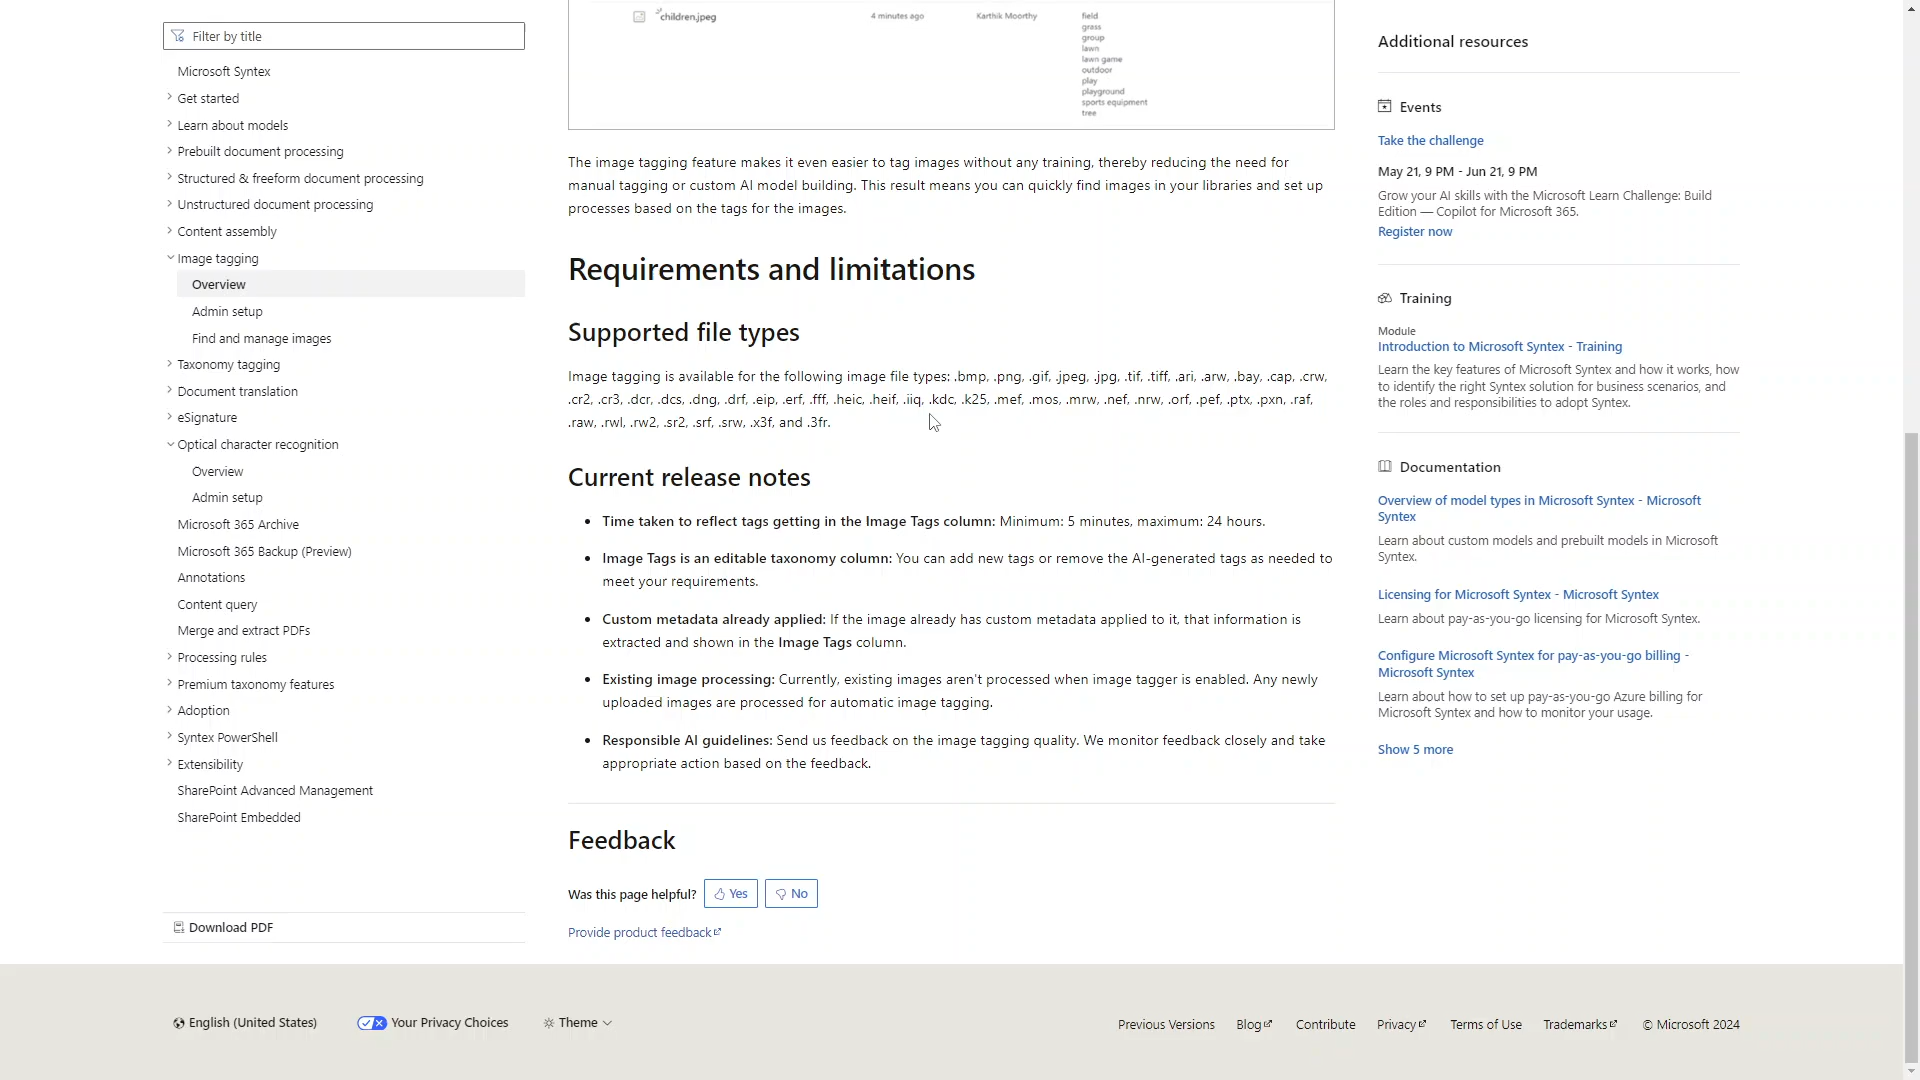 Filter by title
Microsoft Syntex
Get started
Learn about models
Prebuilt document processing
Structured & freeform document processing
Unstructured document processing
Content assembly
Image tagging
Overview
Admin setup
Find and manage images
Taxonomy tagging
Document translation
eSignature
Optical character recognition
Overview
Admin setup
Microsoft 365 Archive
Microsoft 365 Backup (Preview)
Annotations
Content query
Merge and extract PDFs
Processing rules
Premium taxonomy features
Adoption
Syntex PowerShell
Extensibility
SharePoint Advanced Management
SharePoint Embedded
Download PDF
children.jpeg 4 minutes ago Karthik Moorthy field
grass
group
lawn
lawn game
outdoor
play
playground
sports equipment
tree
The image tagging feature makes it even easier to tag images without any training, thereby reducing the need for
manual tagging or custom AI model building. This result means you can quickly find images in your libraries and set up
processes based on the tags for the images.
Requirements and limitations
Supported file types
Image tagging is available for the following image file types: .bmp, .png, .gif, .jpeg, .jpg, .tif, .tiff, .ari, .arw, .bay, .cap, .crw,
.cr2, .cr3, .dcr, .dcs, .dng, .drf, .eip, .erf, .fff, .heic, .heif, .iiq, .kdc, .k25, .mef, .mos, .mrw, .nef, .nrw, .orf, .pef, .ptx, .pxn, .raf,
.raw, .rwl, .rw2, .sr2, .srf, .srw, .x3f, and .3fr.
Current release notes
• Time taken to reflect tags getting in the Image Tags column: Minimum: 5 minutes, maximum: 24 hours.
• Image Tags is an editable taxonomy column: You can add new tags or remove the AI-generated tags as needed to
meet your requirements.
• Custom metadata already applied: If the image already has custom metadata applied to it, that information is
extracted and shown in the Image Tags column.
• Existing image processing: Currently, existing images aren't processed when image tagger is enabled. Any newly
uploaded images are processed for automatic image tagging.
• Responsible AI guidelines: Send us feedback on the image tagging quality. We monitor feedback closely and take
appropriate action based on the feedback.
Feedback
Was this page helpful? Yes No
Provide product feedback
Additional resources
Events
Take the challenge
May 21, 9 PM - Jun 21, 9 PM
Grow your AI skills with the Microsoft Learn Challenge: Build
Edition — Copilot for Microsoft 365.
Register now
Training
Module
Introduction to Microsoft Syntex - Training
Learn the key features of Microsoft Syntex and how it works, how
to identify the right Syntex solution for business scenarios, and
the roles and responsibilities to adopt Syntex.
Documentation
Overview of model types in Microsoft Syntex - Microsoft
Syntex
Learn about custom models and prebuilt models in Microsoft
Syntex.
Licensing for Microsoft Syntex - Microsoft Syntex
Learn about pay-as-you-go licensing for Microsoft Syntex.
Configure Microsoft Syntex for pay-as-you-go billing -
Microsoft Syntex
Learn about how to set up pay-as-you-go Azure billing for
Microsoft Syntex and how to monitor your usage.
Show 5 more
English (United States) Your Privacy Choices Theme
Previous Versions Blog Contribute Privacy Terms of Use Trademarks © Microsoft 2024